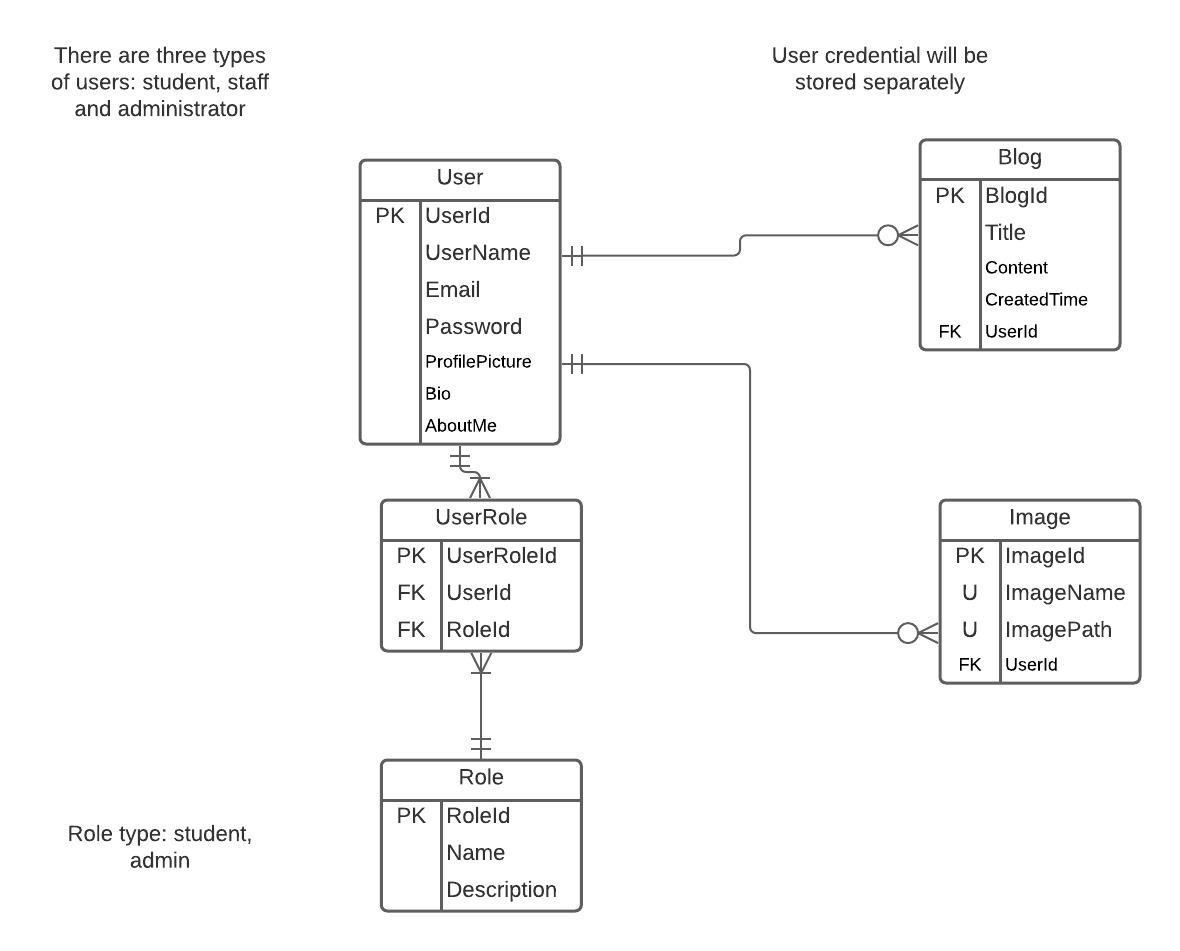 There are three types
of users: student, staff
and administrator
User credential will be
stored separately
User
PK UserId
UserName
Email
Password
ProfilePicture
Bio
AboutMe
Blog
PK BlogId
Title
Content
CreatedTime
FK UserId
UserRole
PK UserRoleId
FK UserId
FK RoleId
Image
PK ImageId
U ImageName
U ImagePath
FK UserId
Role
PK RoleId
Name
Description
Role type: student,
admin